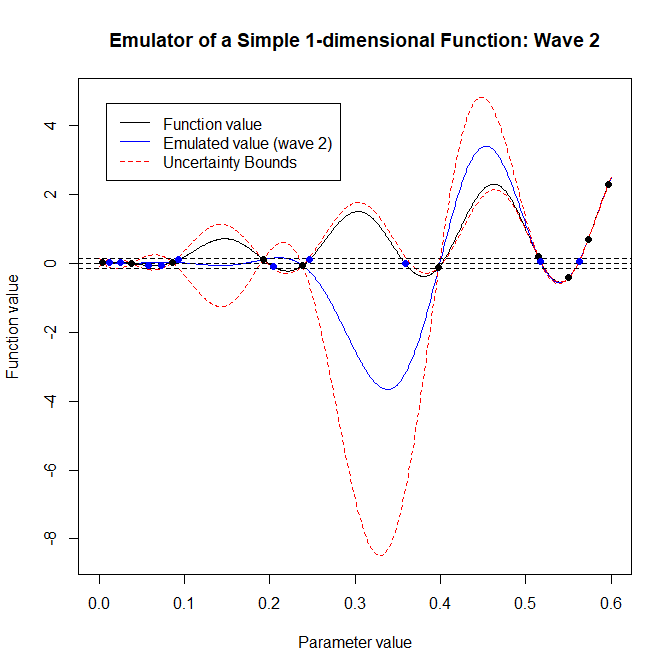 Emulator of a Simple 1-dimensional Function: Wave 2
Function value
Emulated value (wave 2)
Uncertainty Bounds
Function value
4
2
0
-2
-4
-6
-8
0.0 0.1 0.2 0.3 0.4 0.5 0.6
Parameter value